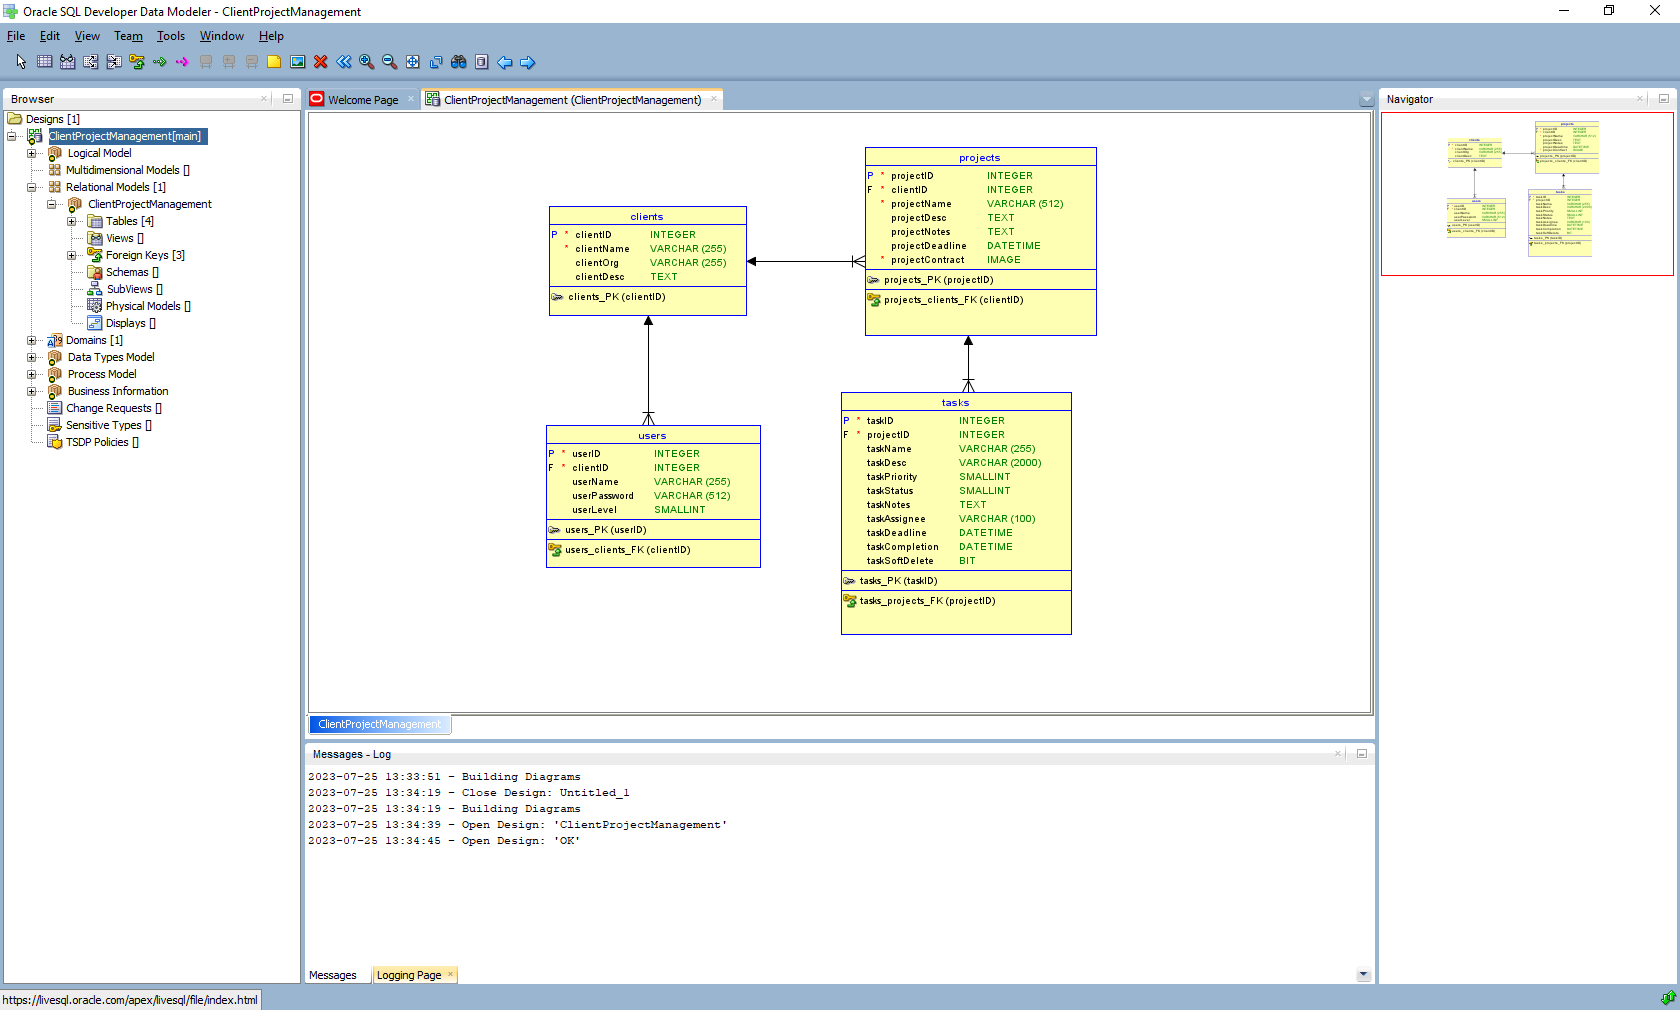 Oracle SQL Developer Data Modeler - ClientProjectManagement
File Edit View Team Tools Window Help
Browser
Designs [1]
ClientProjectManagement[main]
Logical Model
Multidimensional Models []
Relational Models [1]
ClientProjectManagement
Tables [4]
Views []
Foreign Keys [3]
Schemas []
SubViews []
Physical Models []
Displays []
Domains [1]
Data Types Model
Process Model
Business Information
Change Requests []
Sensitive Types []
TSDP Policies []
Welcome Page
ClientProjectManagement (ClientProjectManagement)
clients
P * clientID INTEGER
* clientName VARCHAR (255)
clientOrg VARCHAR (255)
clientDesc TEXT
clients_PK (clientID)
projects
P * projectID INTEGER
F * clientID INTEGER
* projectName VARCHAR (512)
projectDesc TEXT
projectNotes TEXT
projectDeadline DATETIME
* projectContract IMAGE
projects_PK (projectID)
projects_clients_FK (clientID)
users
P * userID INTEGER
F * clientID INTEGER
userName VARCHAR (255)
userPassword VARCHAR (512)
userLevel SMALLINT
users_PK (userID)
users_clients_FK (clientID)
tasks
P * taskID INTEGER
F * projectID INTEGER
taskName VARCHAR (255)
taskDesc VARCHAR (2000)
taskPriority SMALLINT
taskStatus SMALLINT
taskNotes TEXT
taskAssignee VARCHAR (100)
taskDeadline DATETIME
taskCompletion DATETIME
taskSoftDelete BIT
tasks_PK (taskID)
tasks_projects_FK (projectID)
ClientProjectManagement
Messages - Log
2023-07-25 13:33:51 - Building Diagrams
2023-07-25 13:34:19 - Close Design: Untitled_1
2023-07-25 13:34:19 - Building Diagrams
2023-07-25 13:34:39 - Open Design: 'ClientProjectManagement'
2023-07-25 13:34:45 - Open Design: 'OK'
Messages
Logging Page
Navigator
https://livesql.oracle.com/apex/livesql/file/index.html